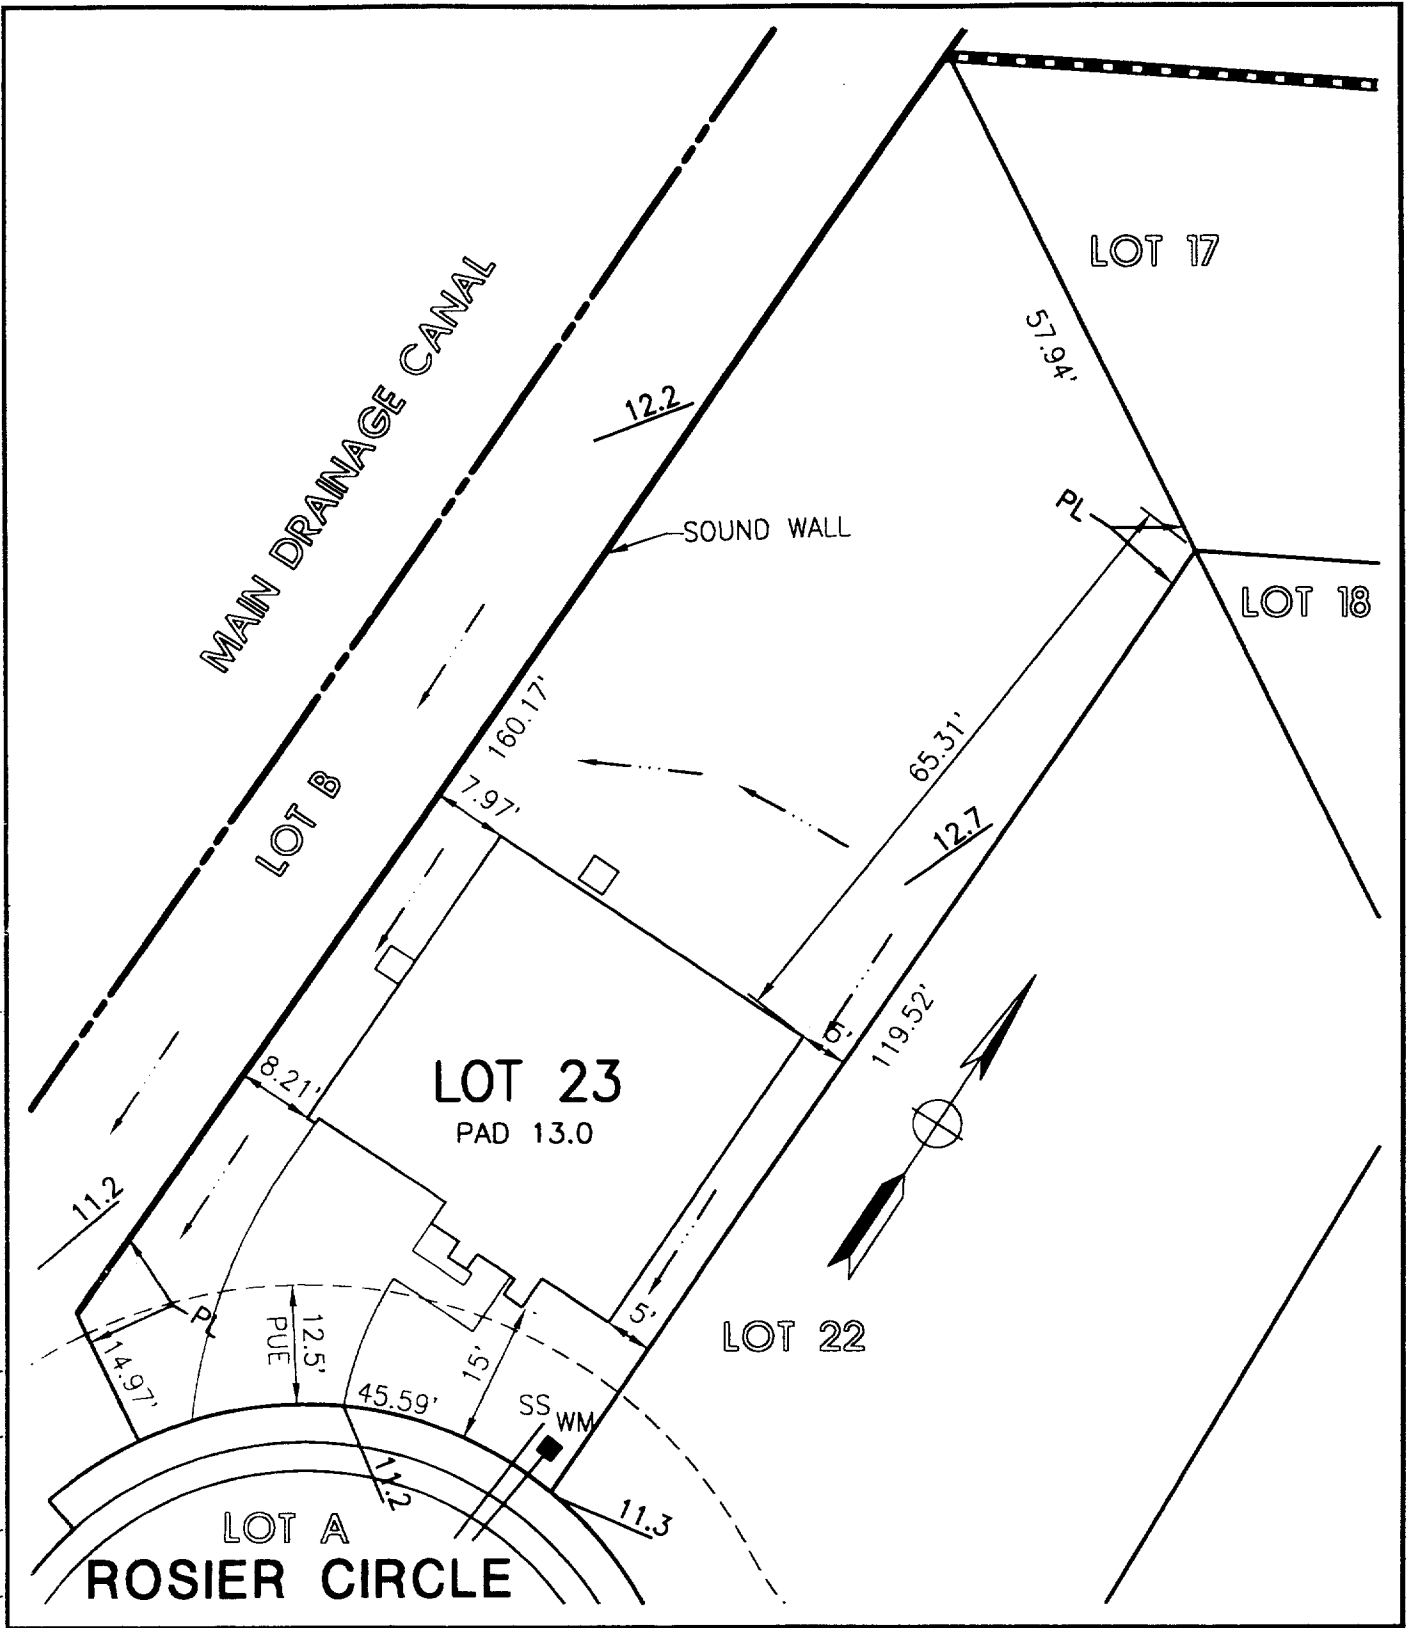 LOT 17
57.94'
MAIN DRAINAGE CANAL
12.2
PL
SOUND WALL
LOT 18
160.17'
65.31'
7.97'
LOT B
12.7
119.52'
5'
8.21'
LOT 23
PAD 13.0
11.2
PL
12.5'
PUE
5'
LOT 22
15'
14.97'
45.59'
SS
WM
11.2
11.3
LOT A
ROSIER CIRCLE